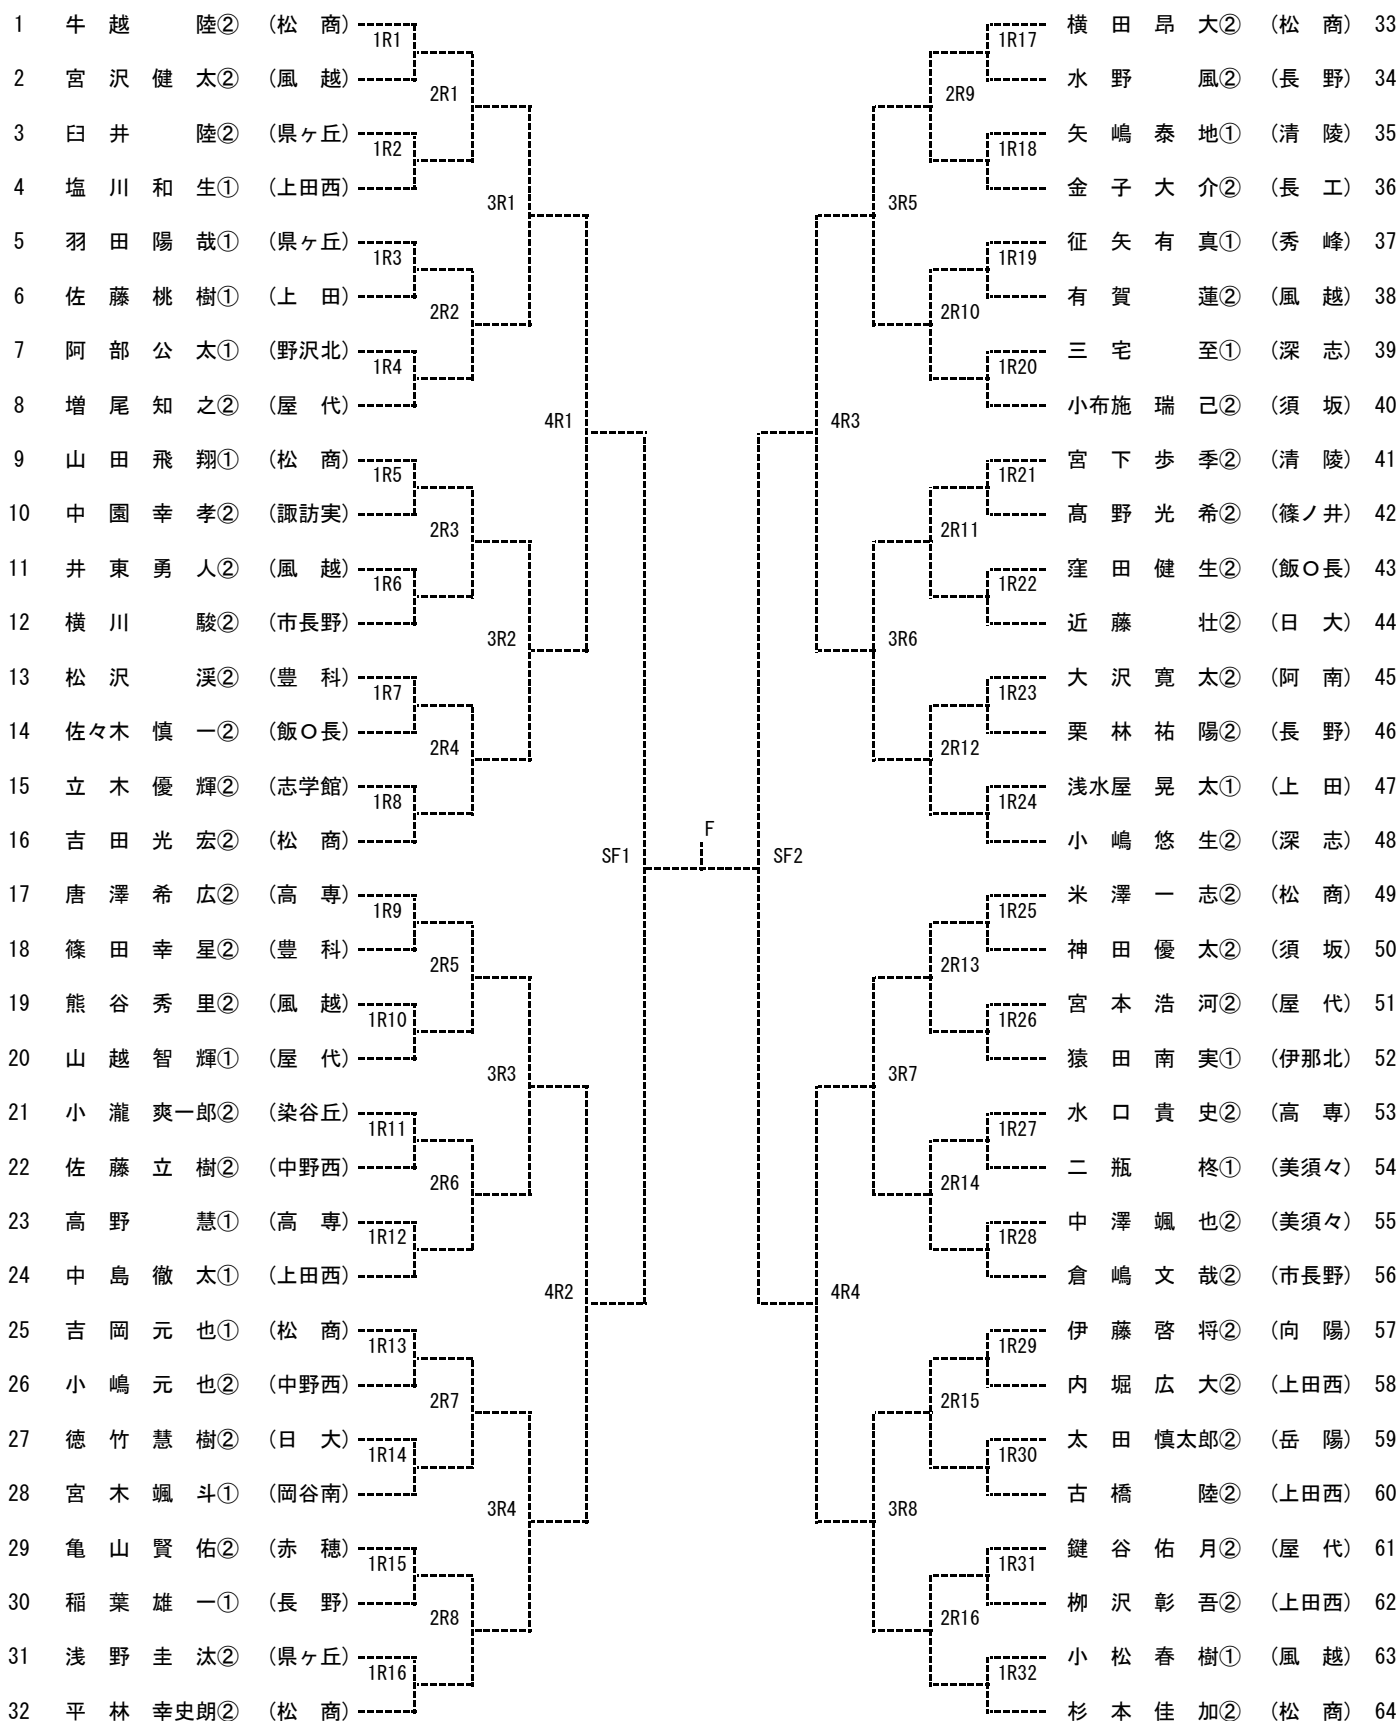 1 牛越 陸② (松商)
1R1
2 宮沢健太② (風越)
2R1
3 臼井 陸② (県ヶ丘)
1R2
4 塩川和生① (上田西)
3R1
5 羽田陽哉① (県ヶ丘)
1R3
6 佐藤桃樹① (上田)
2R2
7 阿部公太① (野沢北)
1R4
8 増尾知之② (屋代)
4R1
9 山田飛翔① (松商)
1R5
10 中園幸孝② (諏訪実)
2R3
11 井東勇人② (風越)
1R6
12 横川 駿② (市長野)
3R2
13 松沢 渓② (豊科)
1R7
14 佐々木慎一② (飯O長)
2R4
15 立木優輝② (志学館)
1R8
16 吉田光宏② (松商)
SF1
17 唐澤希広② (高専)
1R9
18 篠田幸星② (豊科)
2R5
19 熊谷秀里② (風越)
1R10
20 山越智輝① (屋代)
3R3
21 小瀧爽一郎② (染谷丘)
1R11
22 佐藤立樹② (中野西)
2R6
23 高野 慧① (高専)
1R12
24 中島徹太① (上田西)
4R2
25 吉岡元也① (松商)
1R13
26 小嶋元也② (中野西)
2R7
27 徳竹慧樹② (日大)
1R14
28 宮木颯斗① (岡谷南)
3R4
29 亀山賢佑② (赤穂)
1R15
30 稲葉雄一① (長野)
2R8
31 浅野圭汰② (県ヶ丘)
1R16
32 平林幸史朗② (松商)
F
横田昂大② (松商) 33
1R17
水野 風② (長野) 34
2R9
矢嶋泰地① (清陵) 35
1R18
金子大介② (長工) 36
3R5
征矢有真① (秀峰) 37
1R19
有賀 蓮② (風越) 38
2R10
三宅 至① (深志) 39
1R20
小布施瑞己② (須坂) 40
4R3
宮下歩季② (清陵) 41
1R21
髙野光希② (篠ノ井) 42
2R11
窪田健生② (飯O長) 43
1R22
近藤 壮② (日大) 44
3R6
大沢寛太② (阿南) 45
1R23
栗林祐陽② (長野) 46
2R12
浅水屋晃太① (上田) 47
1R24
小嶋悠生② (深志) 48
SF2
米澤一志② (松商) 49
1R25
神田優太② (須坂) 50
2R13
宮本浩河② (屋代) 51
1R26
猿田南実① (伊那北) 52
3R7
水口貴史② (高専) 53
1R27
二瓶 柊① (美須々) 54
2R14
中澤颯也② (美須々) 55
1R28
倉嶋文哉② (市長野) 56
4R4
伊藤啓将② (向陽) 57
1R29
内堀広大② (上田西) 58
2R15
太田慎太郎② (岳陽) 59
1R30
古橋 陸② (上田西) 60
3R8
鍵谷佑月② (屋代) 61
1R31
栁沢彰吾② (上田西) 62
2R16
小松春樹① (風越) 63
1R32
杉本佳加② (松商) 64